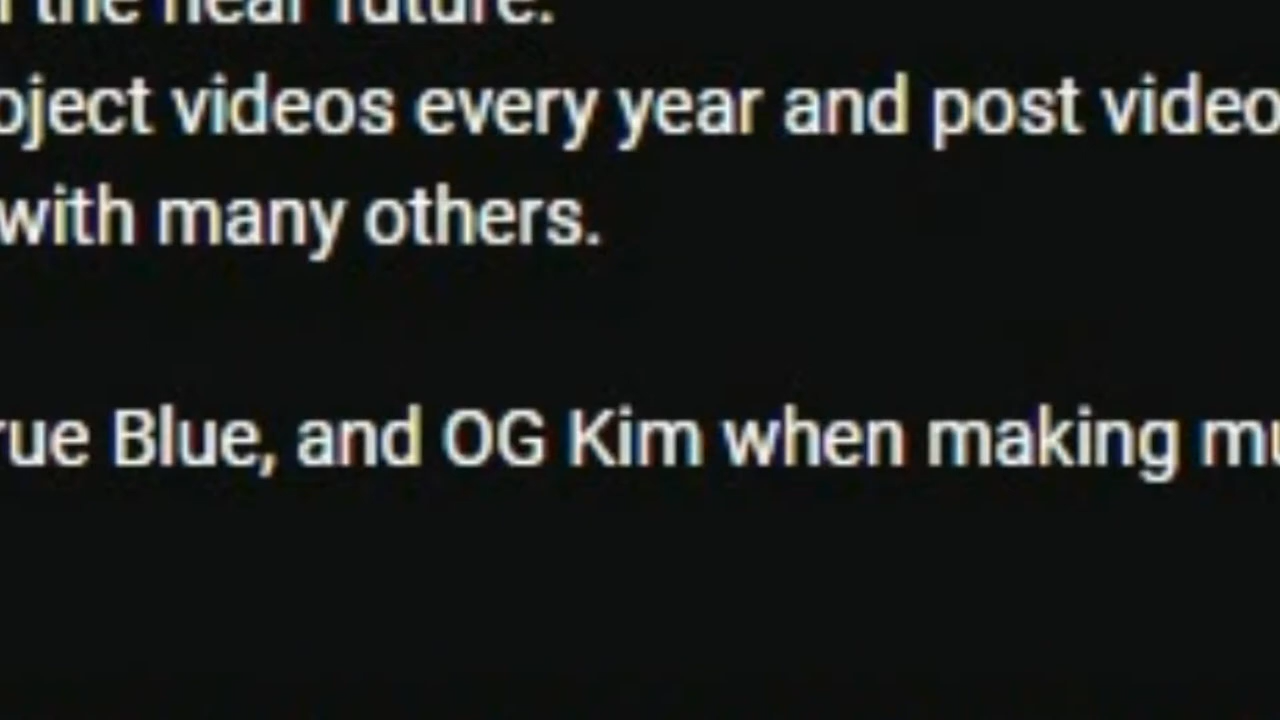 the near future.
oject videos every year and post video
with many others.
rue Blue, and OG Kim when making mu